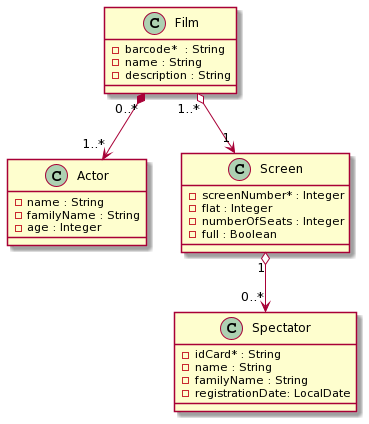 C Film
barcode* : String
name : String
description : String
0..* 1..*
1..* 1
C Actor
name : String
familyName : String
age : Integer
C Screen
screenNumber* : Integer
flat : Integer
numberOfSeats : Integer
full : Boolean
1
0..*
C Spectator
idCard* : String
name : String
familyName : String
registrationDate: LocalDate